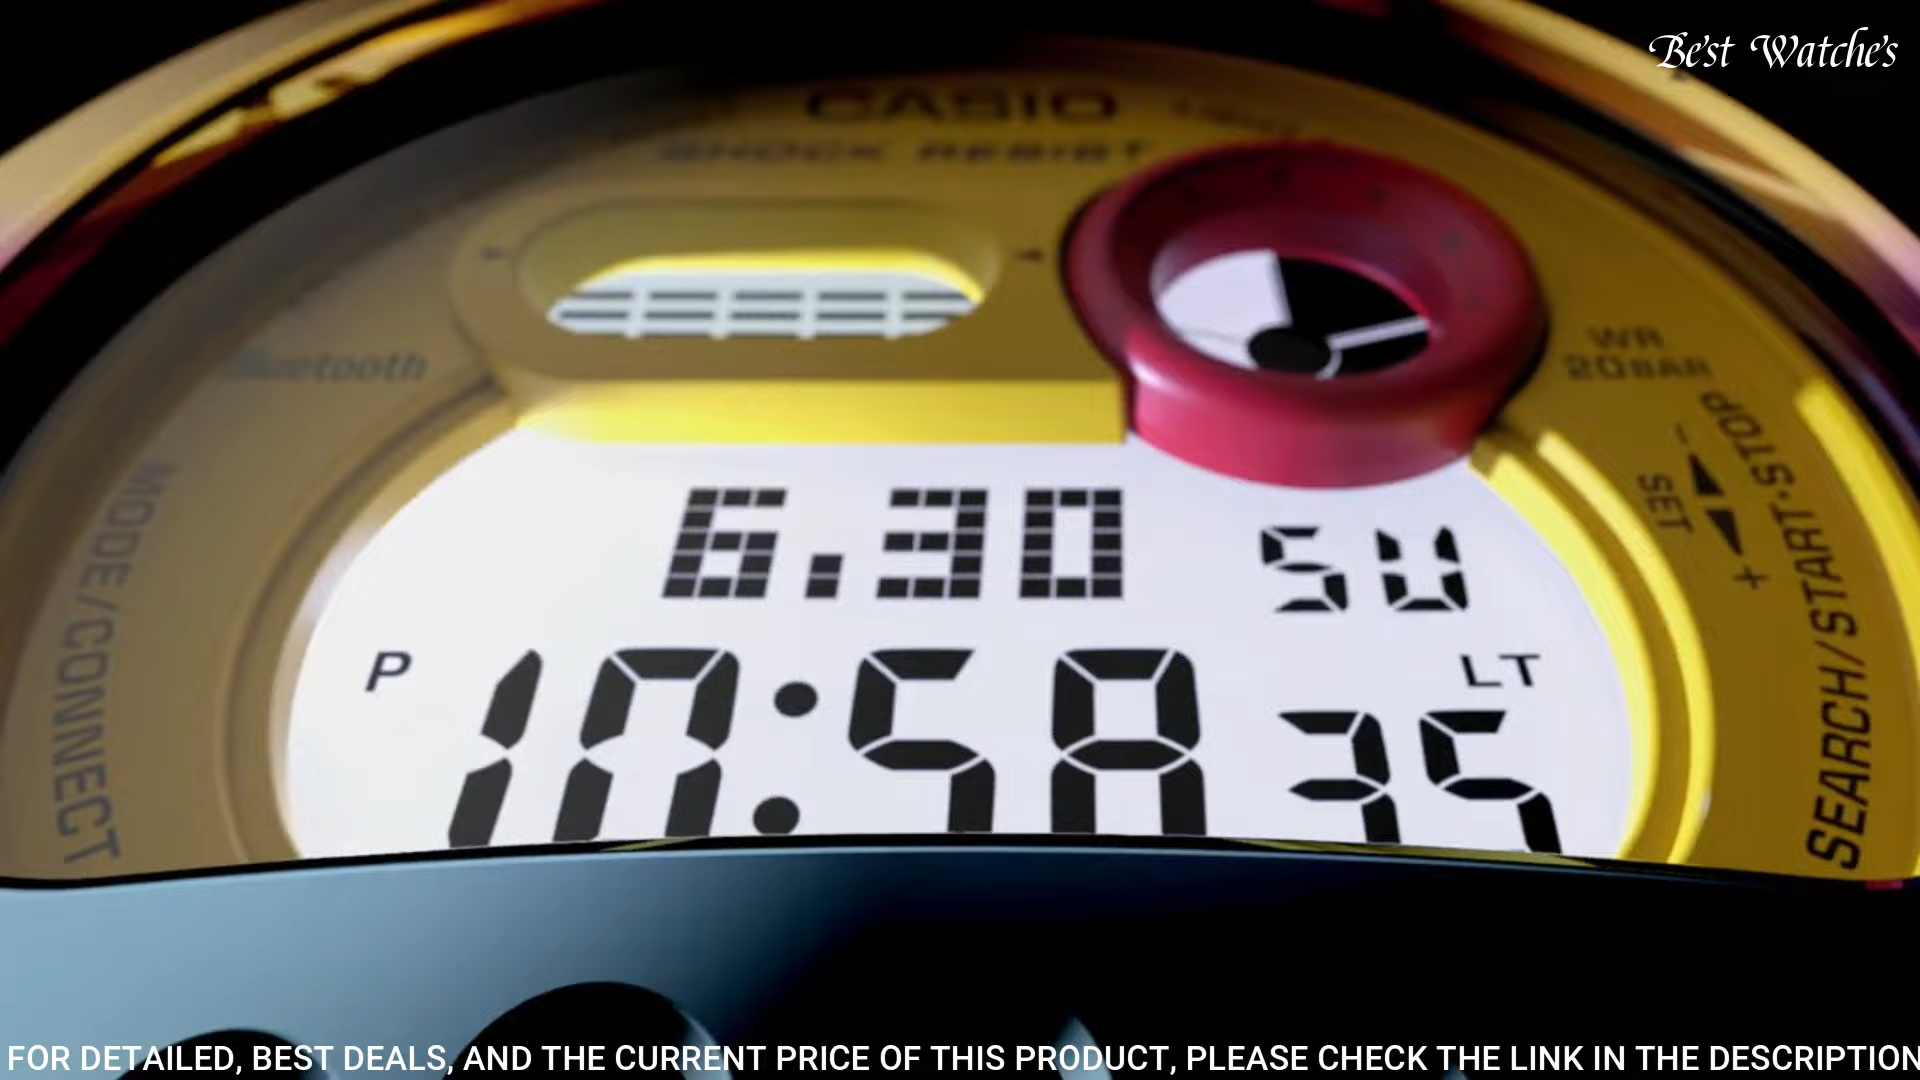 Be'st Watche's
CASIO
SHOCK RESIST
Bluetooth
WR
20BAR
MODE/CONNECT
SET
- +
SEARCH/START·STOP
6.30 SU
P
LT
10:58 35
FOR DETAILED, BEST DEALS, AND THE CURRENT PRICE OF THIS PRODUCT, PLEASE CHECK THE LINK IN THE DESCRIPTION